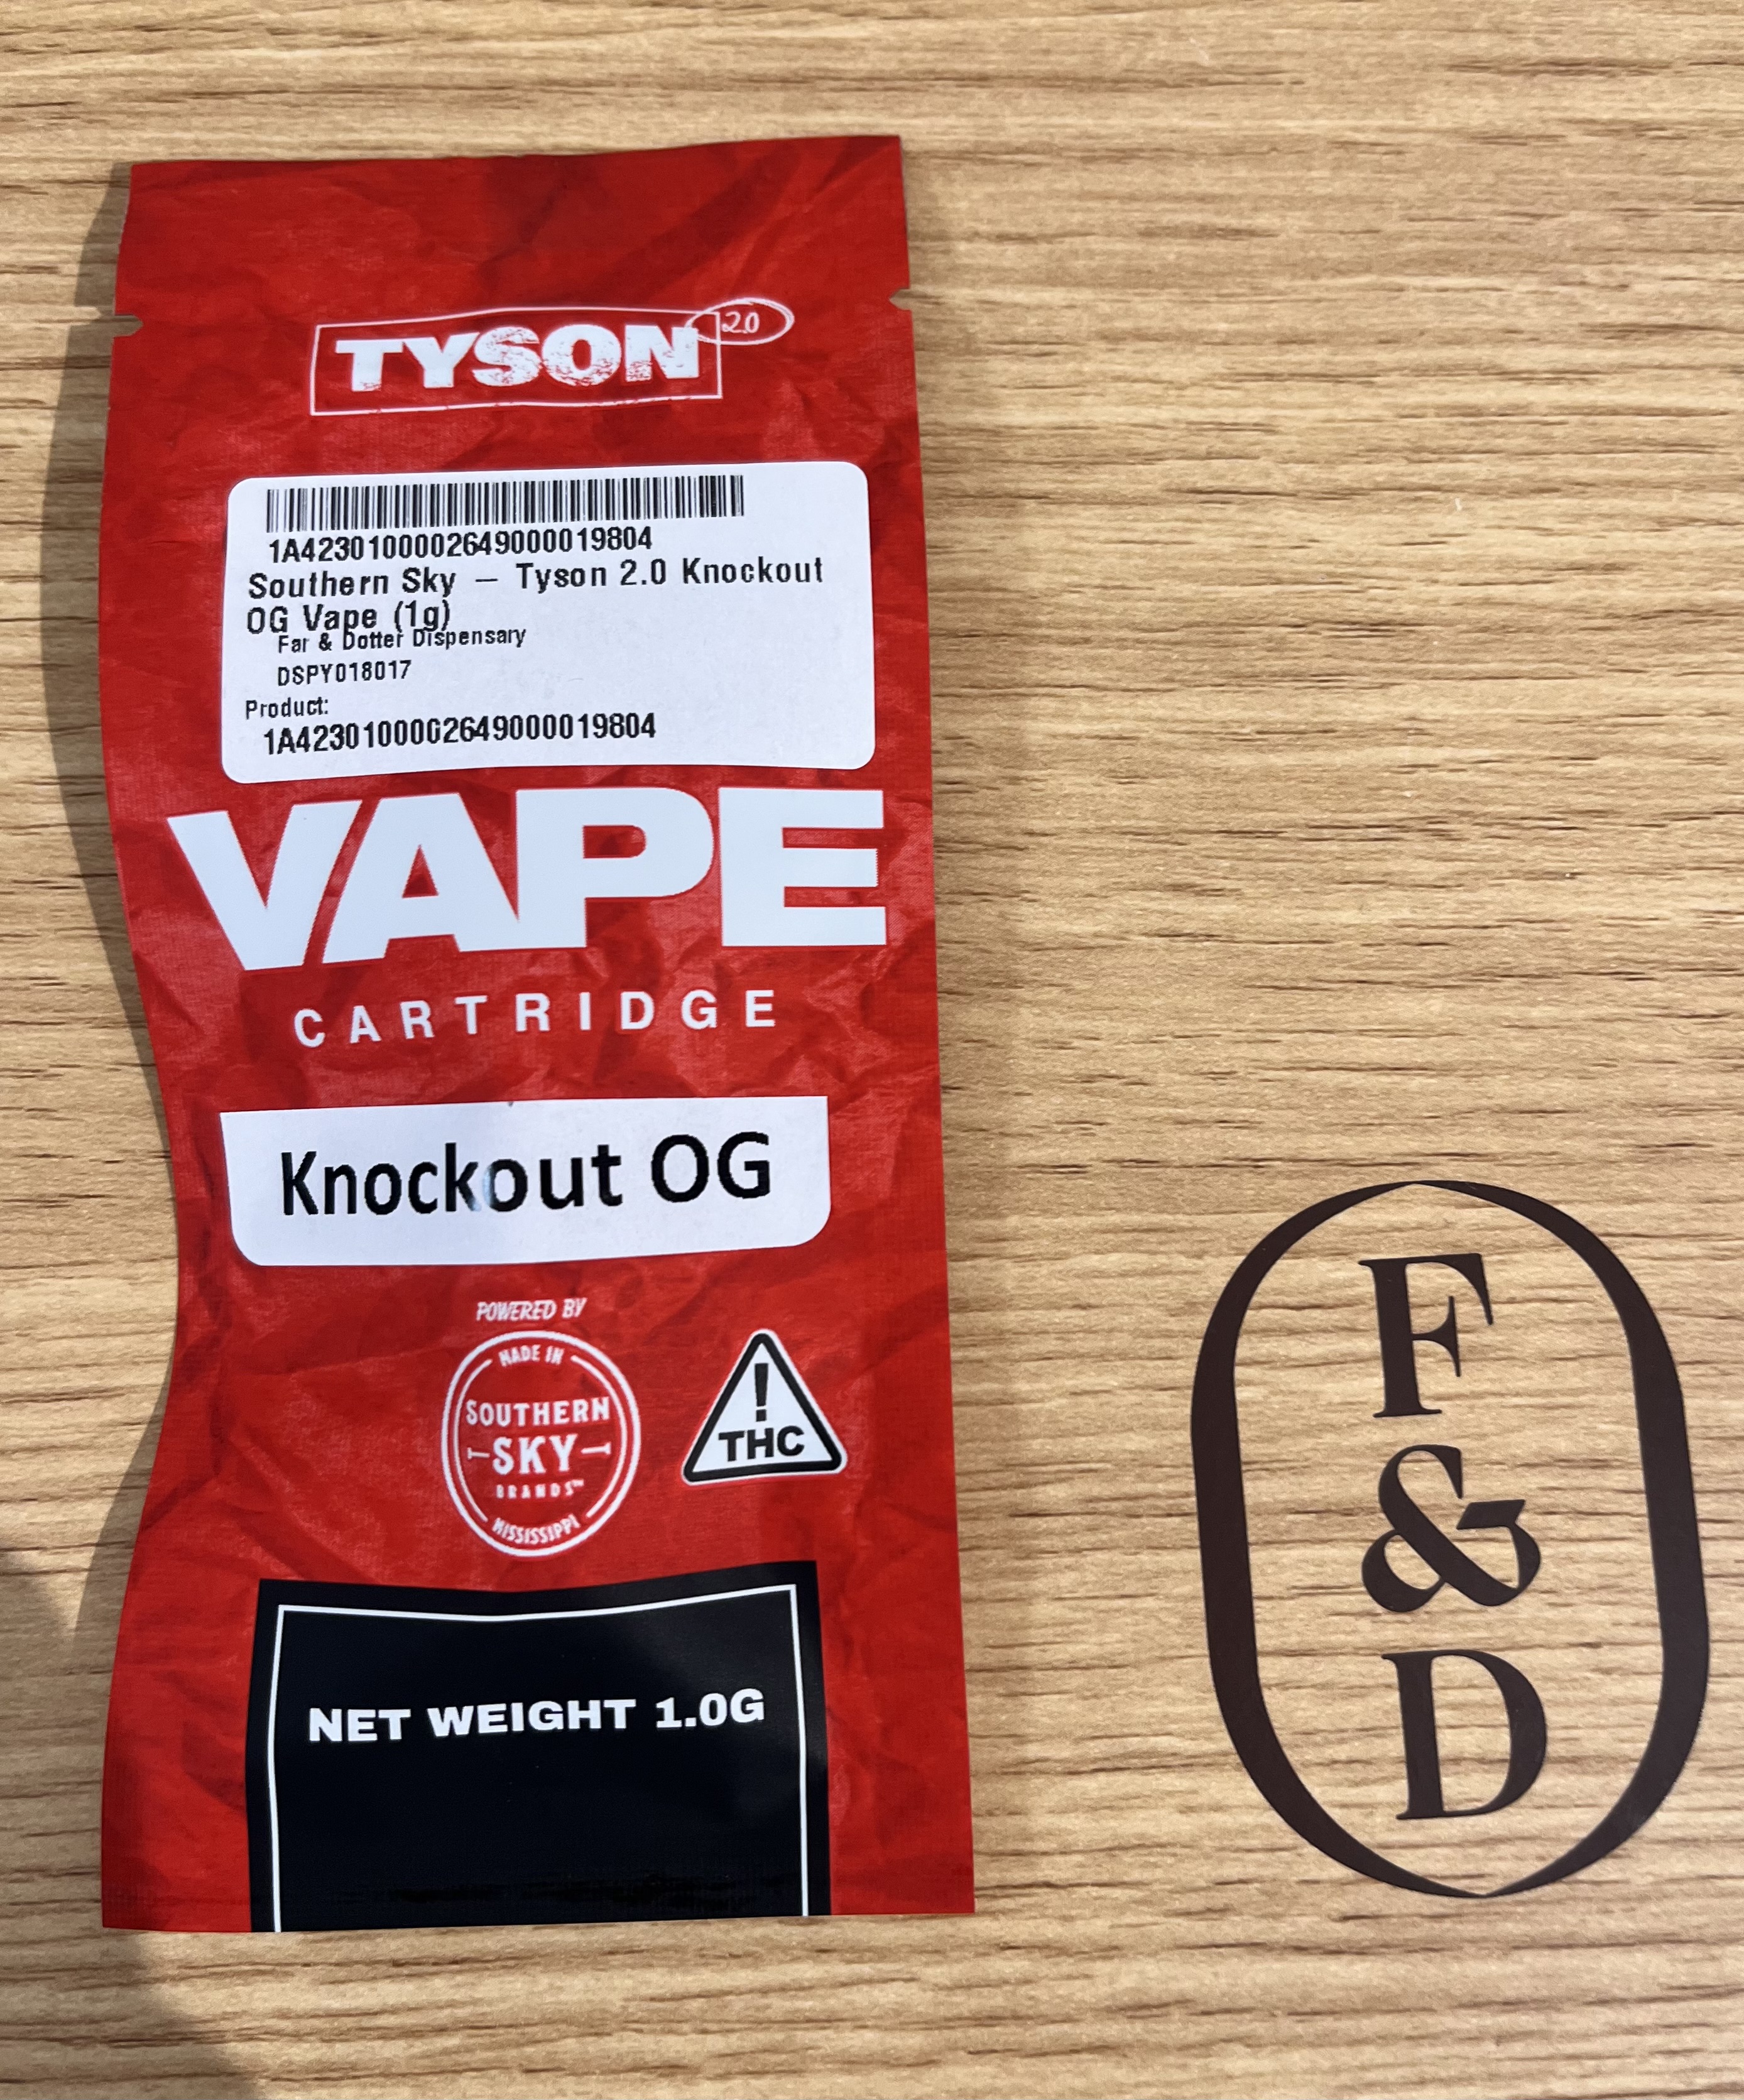 TYSON 2.0
1A4230100002649000019804
Southern Sky – Tyson 2.0 Knockout
OG Vape (1g)
Far & Dotter Dispensary
DSPY018017
Product:
1A4230100002649000019804
VAPE
CARTRIDGE
Knockout OG
POWERED BY
MADE IN
SOUTHERN
SKY
BRANDS™
MISSISSIPPI
!
THC
NET WEIGHT 1.0G
F
&
D